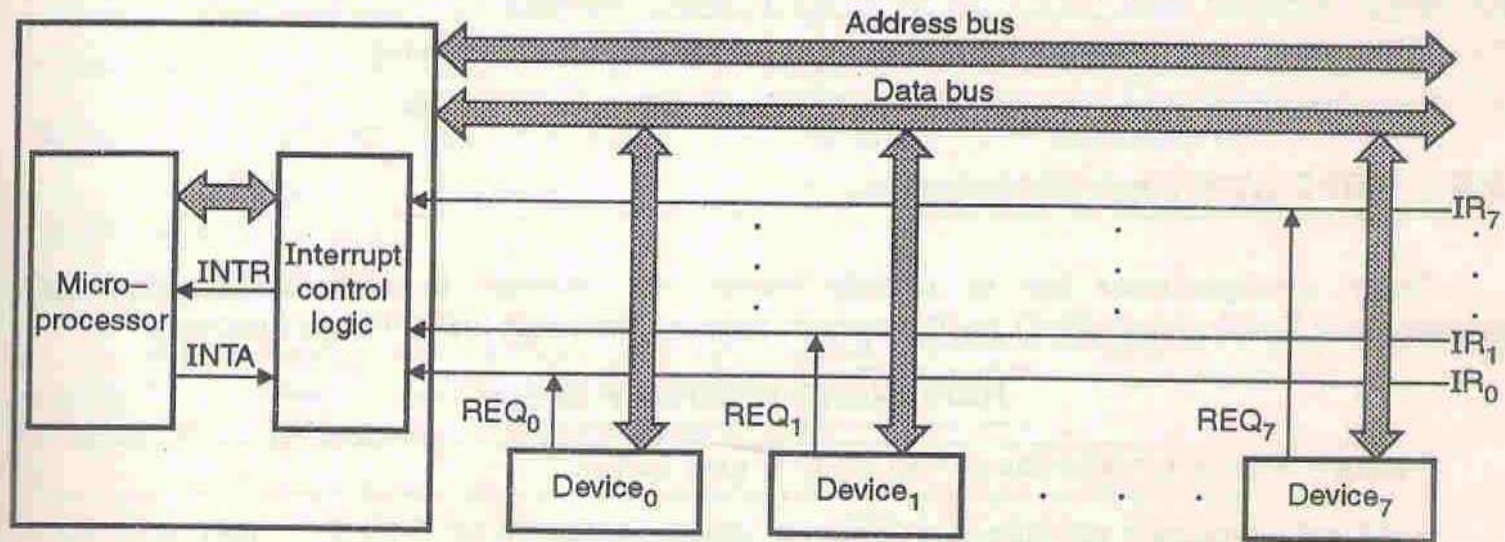 Address bus
Data bus
Micro–
processor
INTR
INTA
Interrupt
control
logic
IR₇
IR₁
IR₀
REQ₀
REQ₁
REQ₇
Device₀
Device₁
Device₇